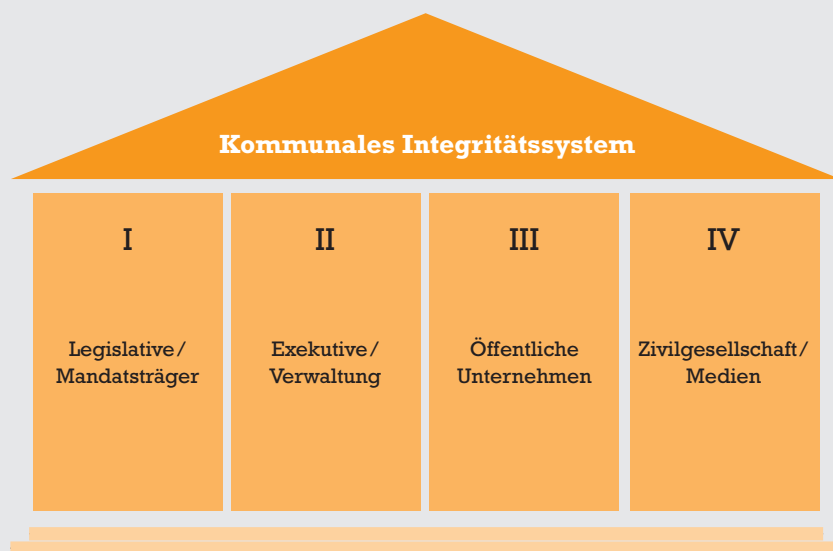 Kommunales Integritätssystem
I
Legislative/
Mandatsträger
II
Exekutive/
Verwaltung
III
Öffentliche
Unternehmen
IV
Zivilgesellschaft/
Medien